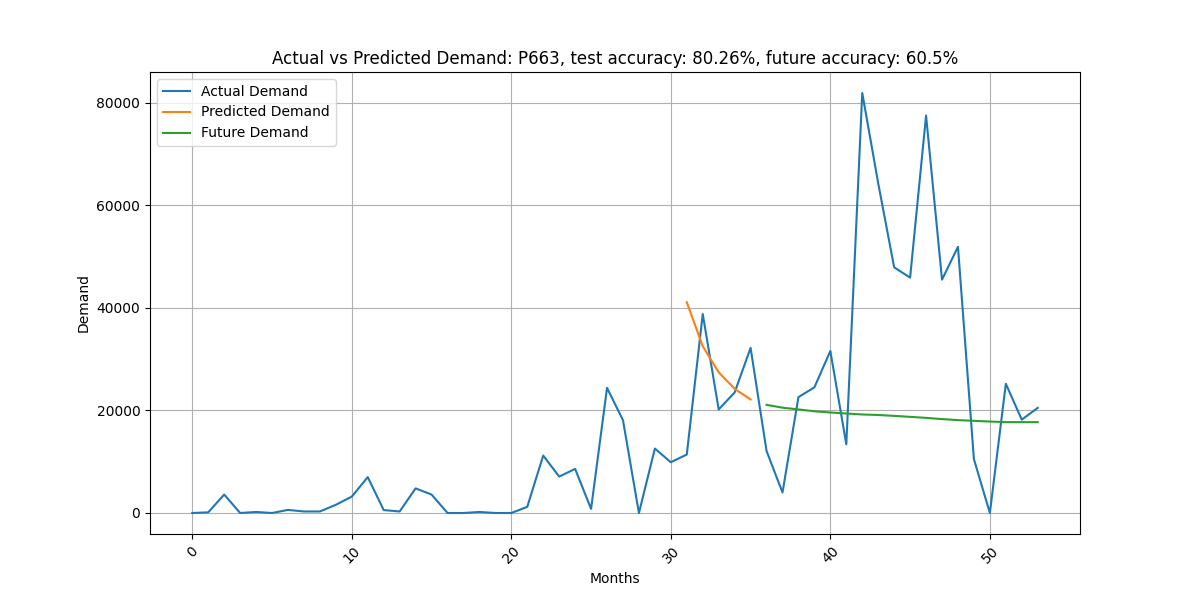 Actual vs Predicted Demand: P663, test accuracy: 80.26%, future accuracy: 60.5%
Actual Demand
Predicted Demand
Future Demand
80000
60000
40000
20000
0
Demand
0 10 20 30 40 50
Months